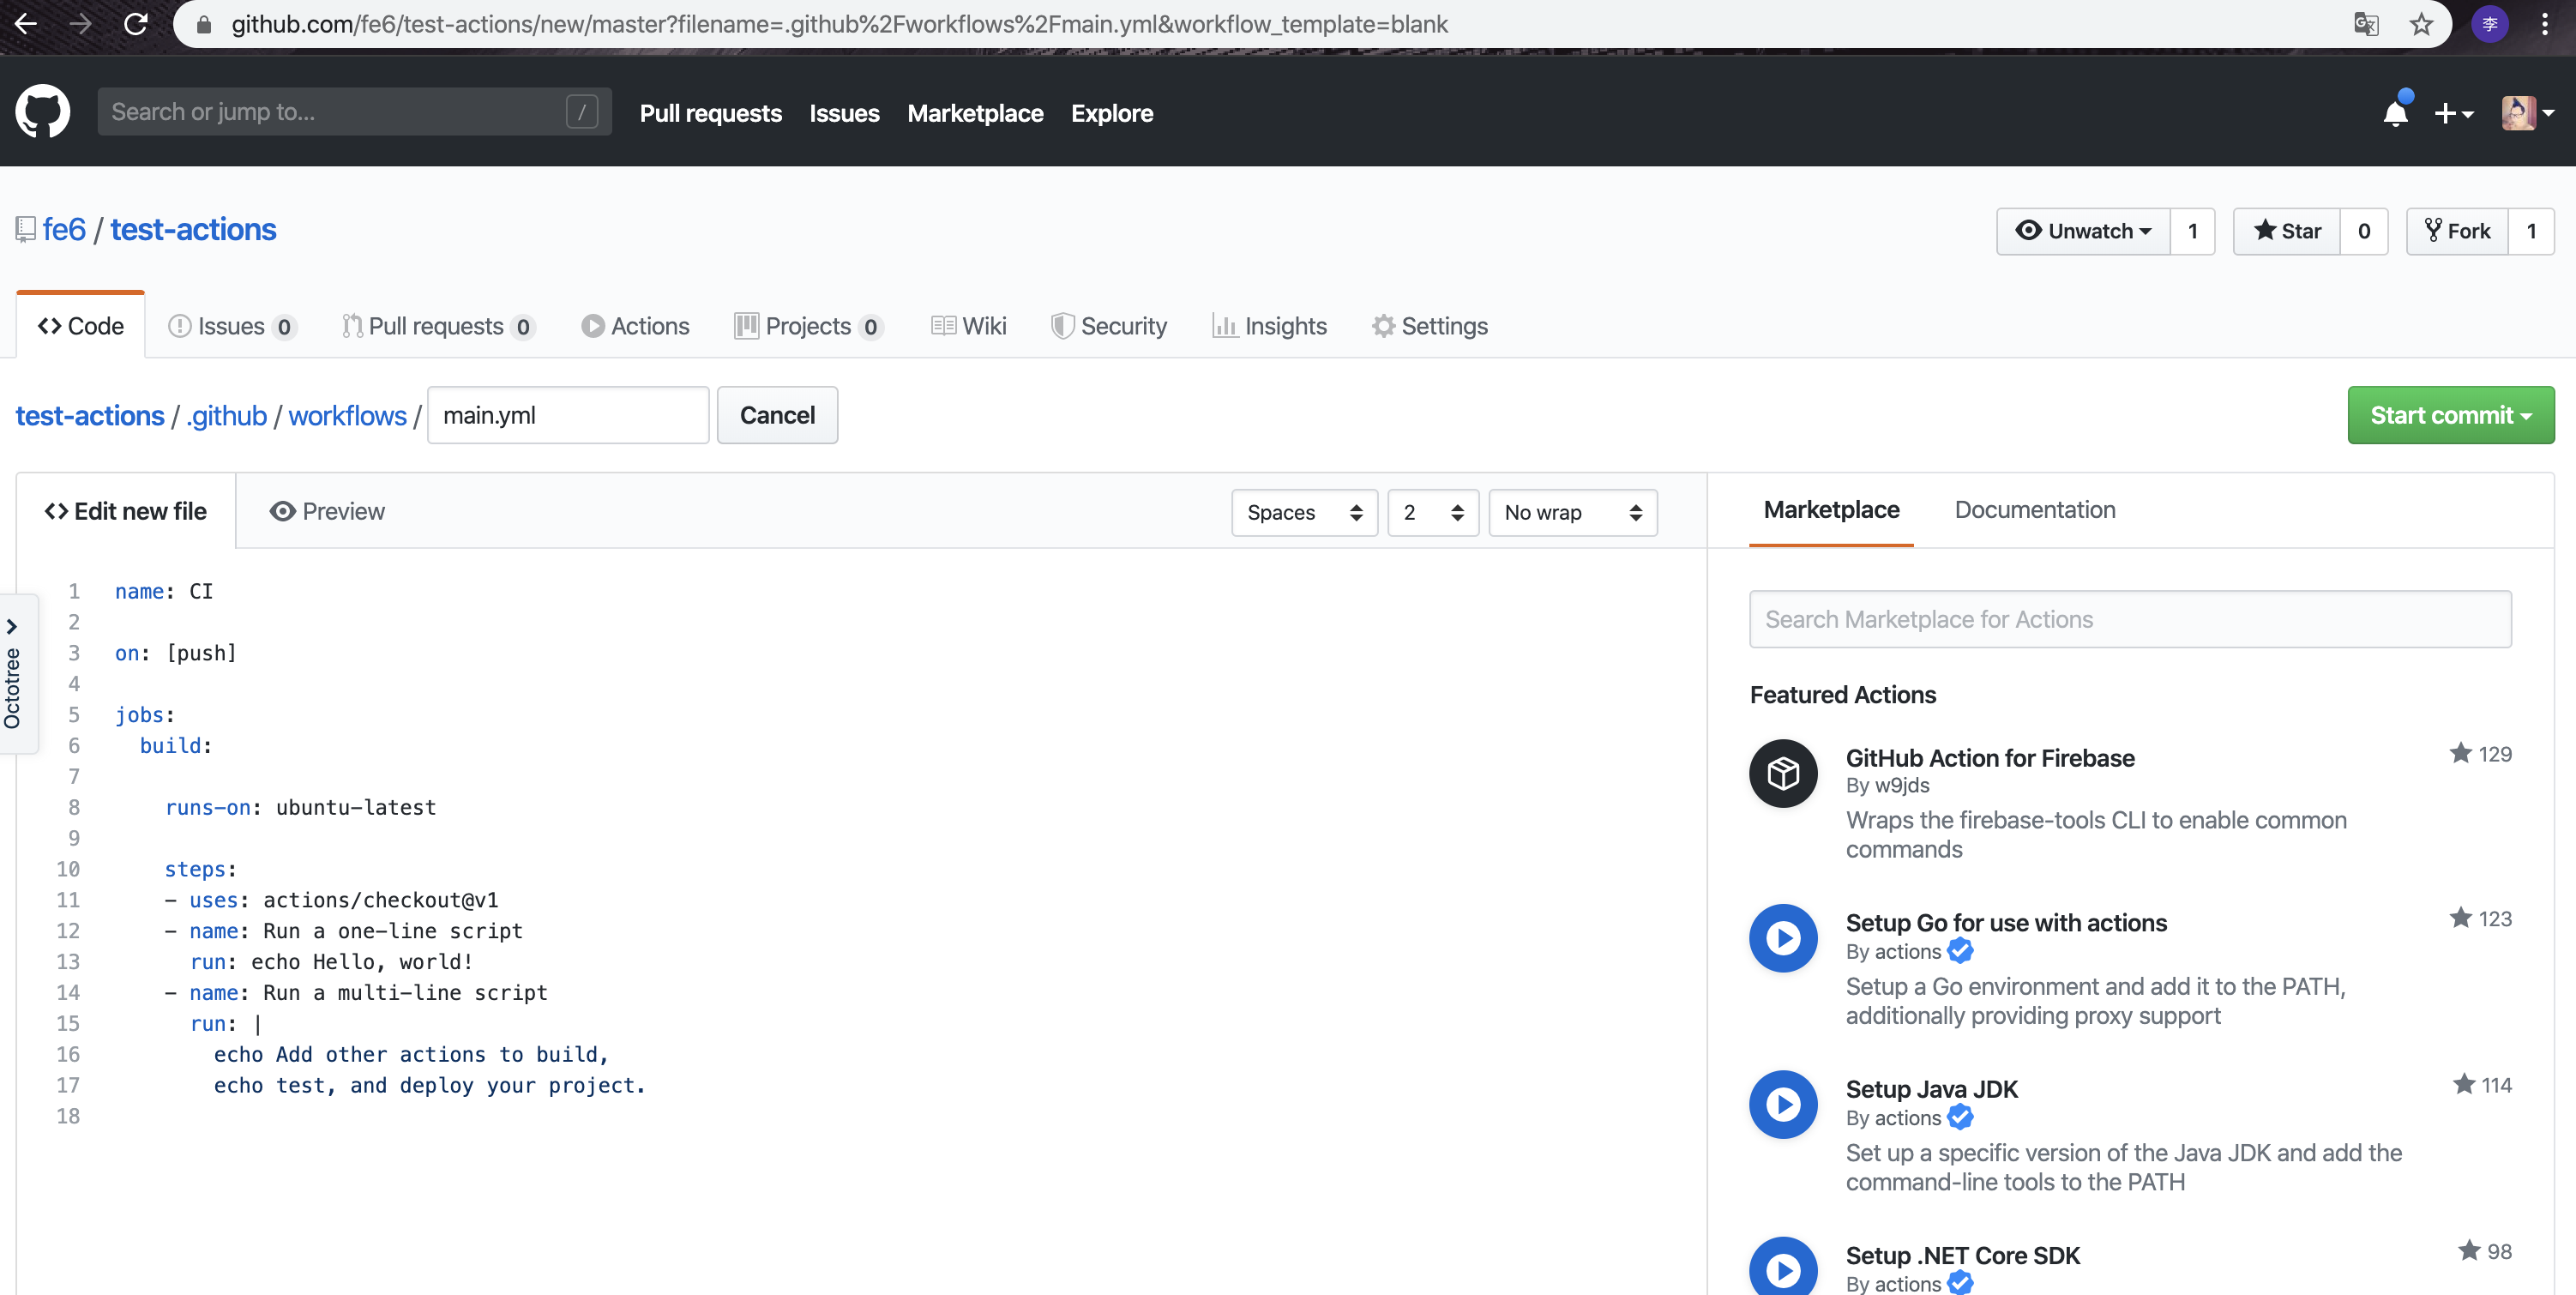 github.com/fe6/test-actions/new/master?filename=.github%2Fworkflows%2Fmain.yml&workflow_template=blank
李
Search or jump to... /
Pull requests Issues Marketplace Explore
fe6 / test-actions
Unwatch 1 Star 0 Fork 1
Code Issues 0 Pull requests 0 Actions Projects 0 Wiki Security Insights Settings
test-actions / .github / workflows / main.yml Cancel Start commit
Edit new file Preview Spaces 2 No wrap
1 name: CI
2
3 on: [push]
4
5 jobs:
6 build:
7
8 runs-on: ubuntu-latest
9
10 steps:
11 - uses: actions/checkout@v1
12 - name: Run a one-line script
13 run: echo Hello, world!
14 - name: Run a multi-line script
15 run: |
16 echo Add other actions to build,
17 echo test, and deploy your project.
18
Octotree
Marketplace Documentation
Search Marketplace for Actions
Featured Actions
GitHub Action for Firebase 129
By w9jds
Wraps the firebase-tools CLI to enable common
commands
Setup Go for use with actions 123
By actions
Setup a Go environment and add it to the PATH,
additionally providing proxy support
Setup Java JDK 114
By actions
Set up a specific version of the Java JDK and add the
command-line tools to the PATH
Setup .NET Core SDK 98
By actions